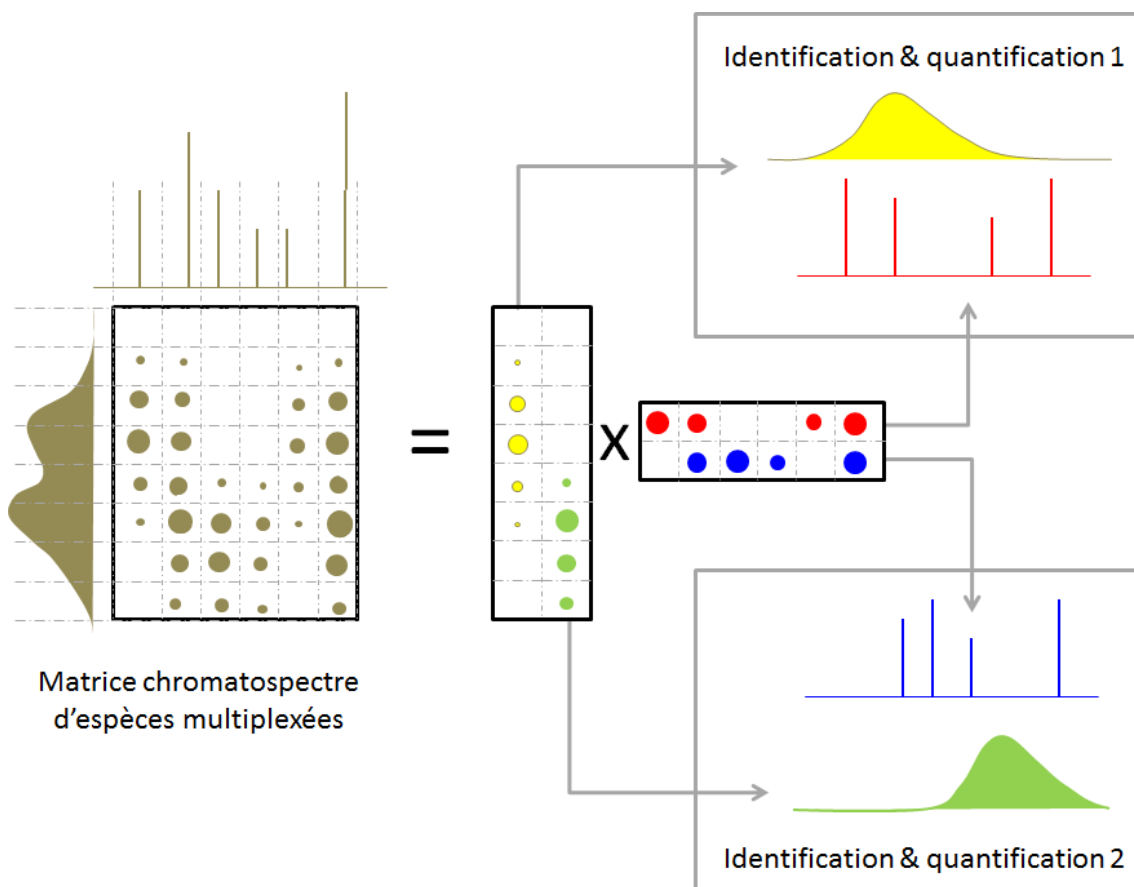 Identification & quantification 1
=
X
Matrice chromatospectre
d'espèces multiplexées
Identification & quantification 2